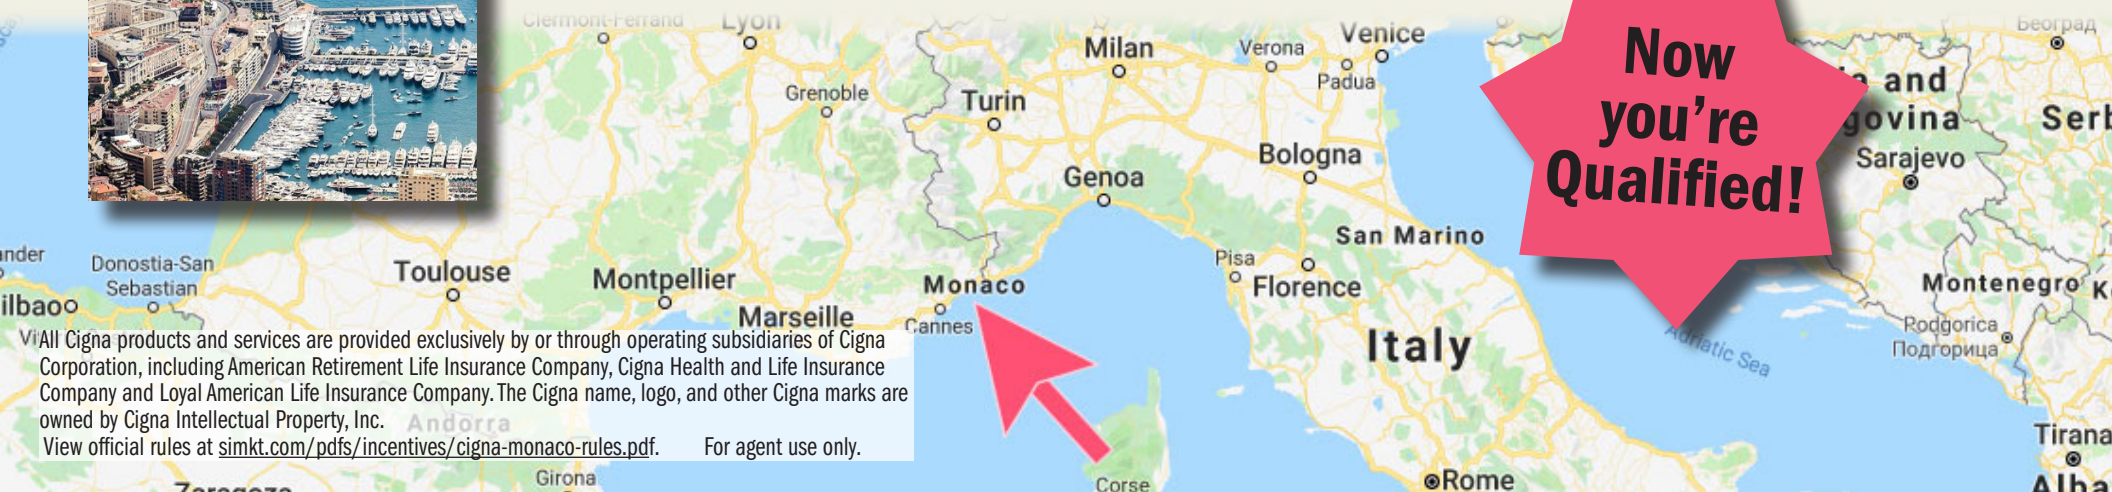 Clermont-Ferrand
Lyon
Milan
Verona
Venice
Padua
Београд
Grenoble
Turin
Now
you're
Qualified!
and
govina
Sarajevo
Bologna
Genoa
San Marino
Donostia-San
Sebastian
Toulouse
Montpellier
Monaco
Pisa
Florence
Montenegro
Marseille
Cannes
Italy
Adriatic Sea
Podgorica
Подгорица
All Cigna products and services are provided exclusively by or through operating subsidiaries of Cigna
Corporation, including American Retirement Life Insurance Company, Cigna Health and Life Insurance
Company and Loyal American Life Insurance Company. The Cigna name, logo, and other Cigna marks are
owned by Cigna Intellectual Property, Inc.
Andorra
View official rules at simkt.com/pdfs/incentives/cigna-monaco-rules.pdf. For agent use only.
Tirana
Girona
Corse
Rome